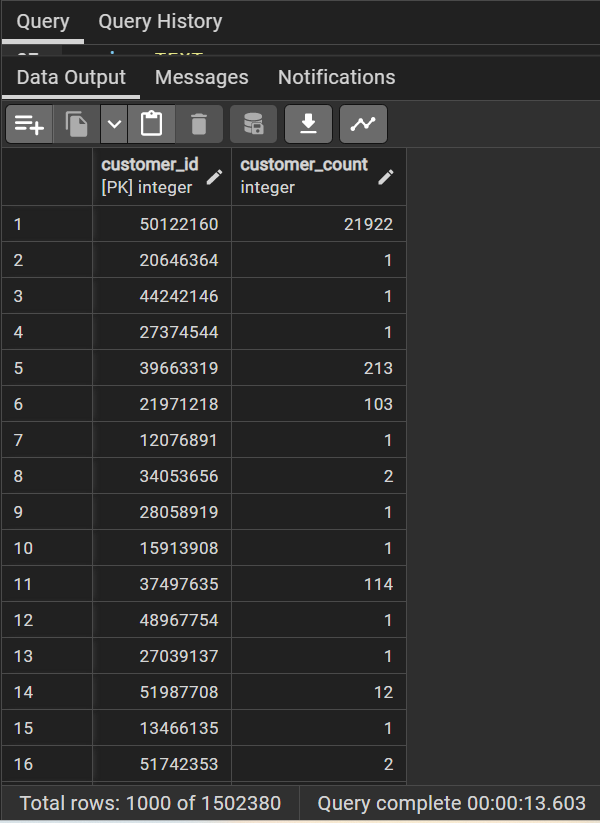 Query Query History
Data Output Messages Notifications
customer_id customer_count
[PK] integer integer
1 50122160 21922
2 20646364 1
3 44242146 1
4 27374544 1
5 39663319 213
6 21971218 103
7 12076891 1
8 34053656 2
9 28058919 1
10 15913908 1
11 37497635 114
12 48967754 1
13 27039137 1
14 51987708 12
15 13466135 1
16 51742353 2
Total rows: 1000 of 1502380 Query complete 00:00:13.603